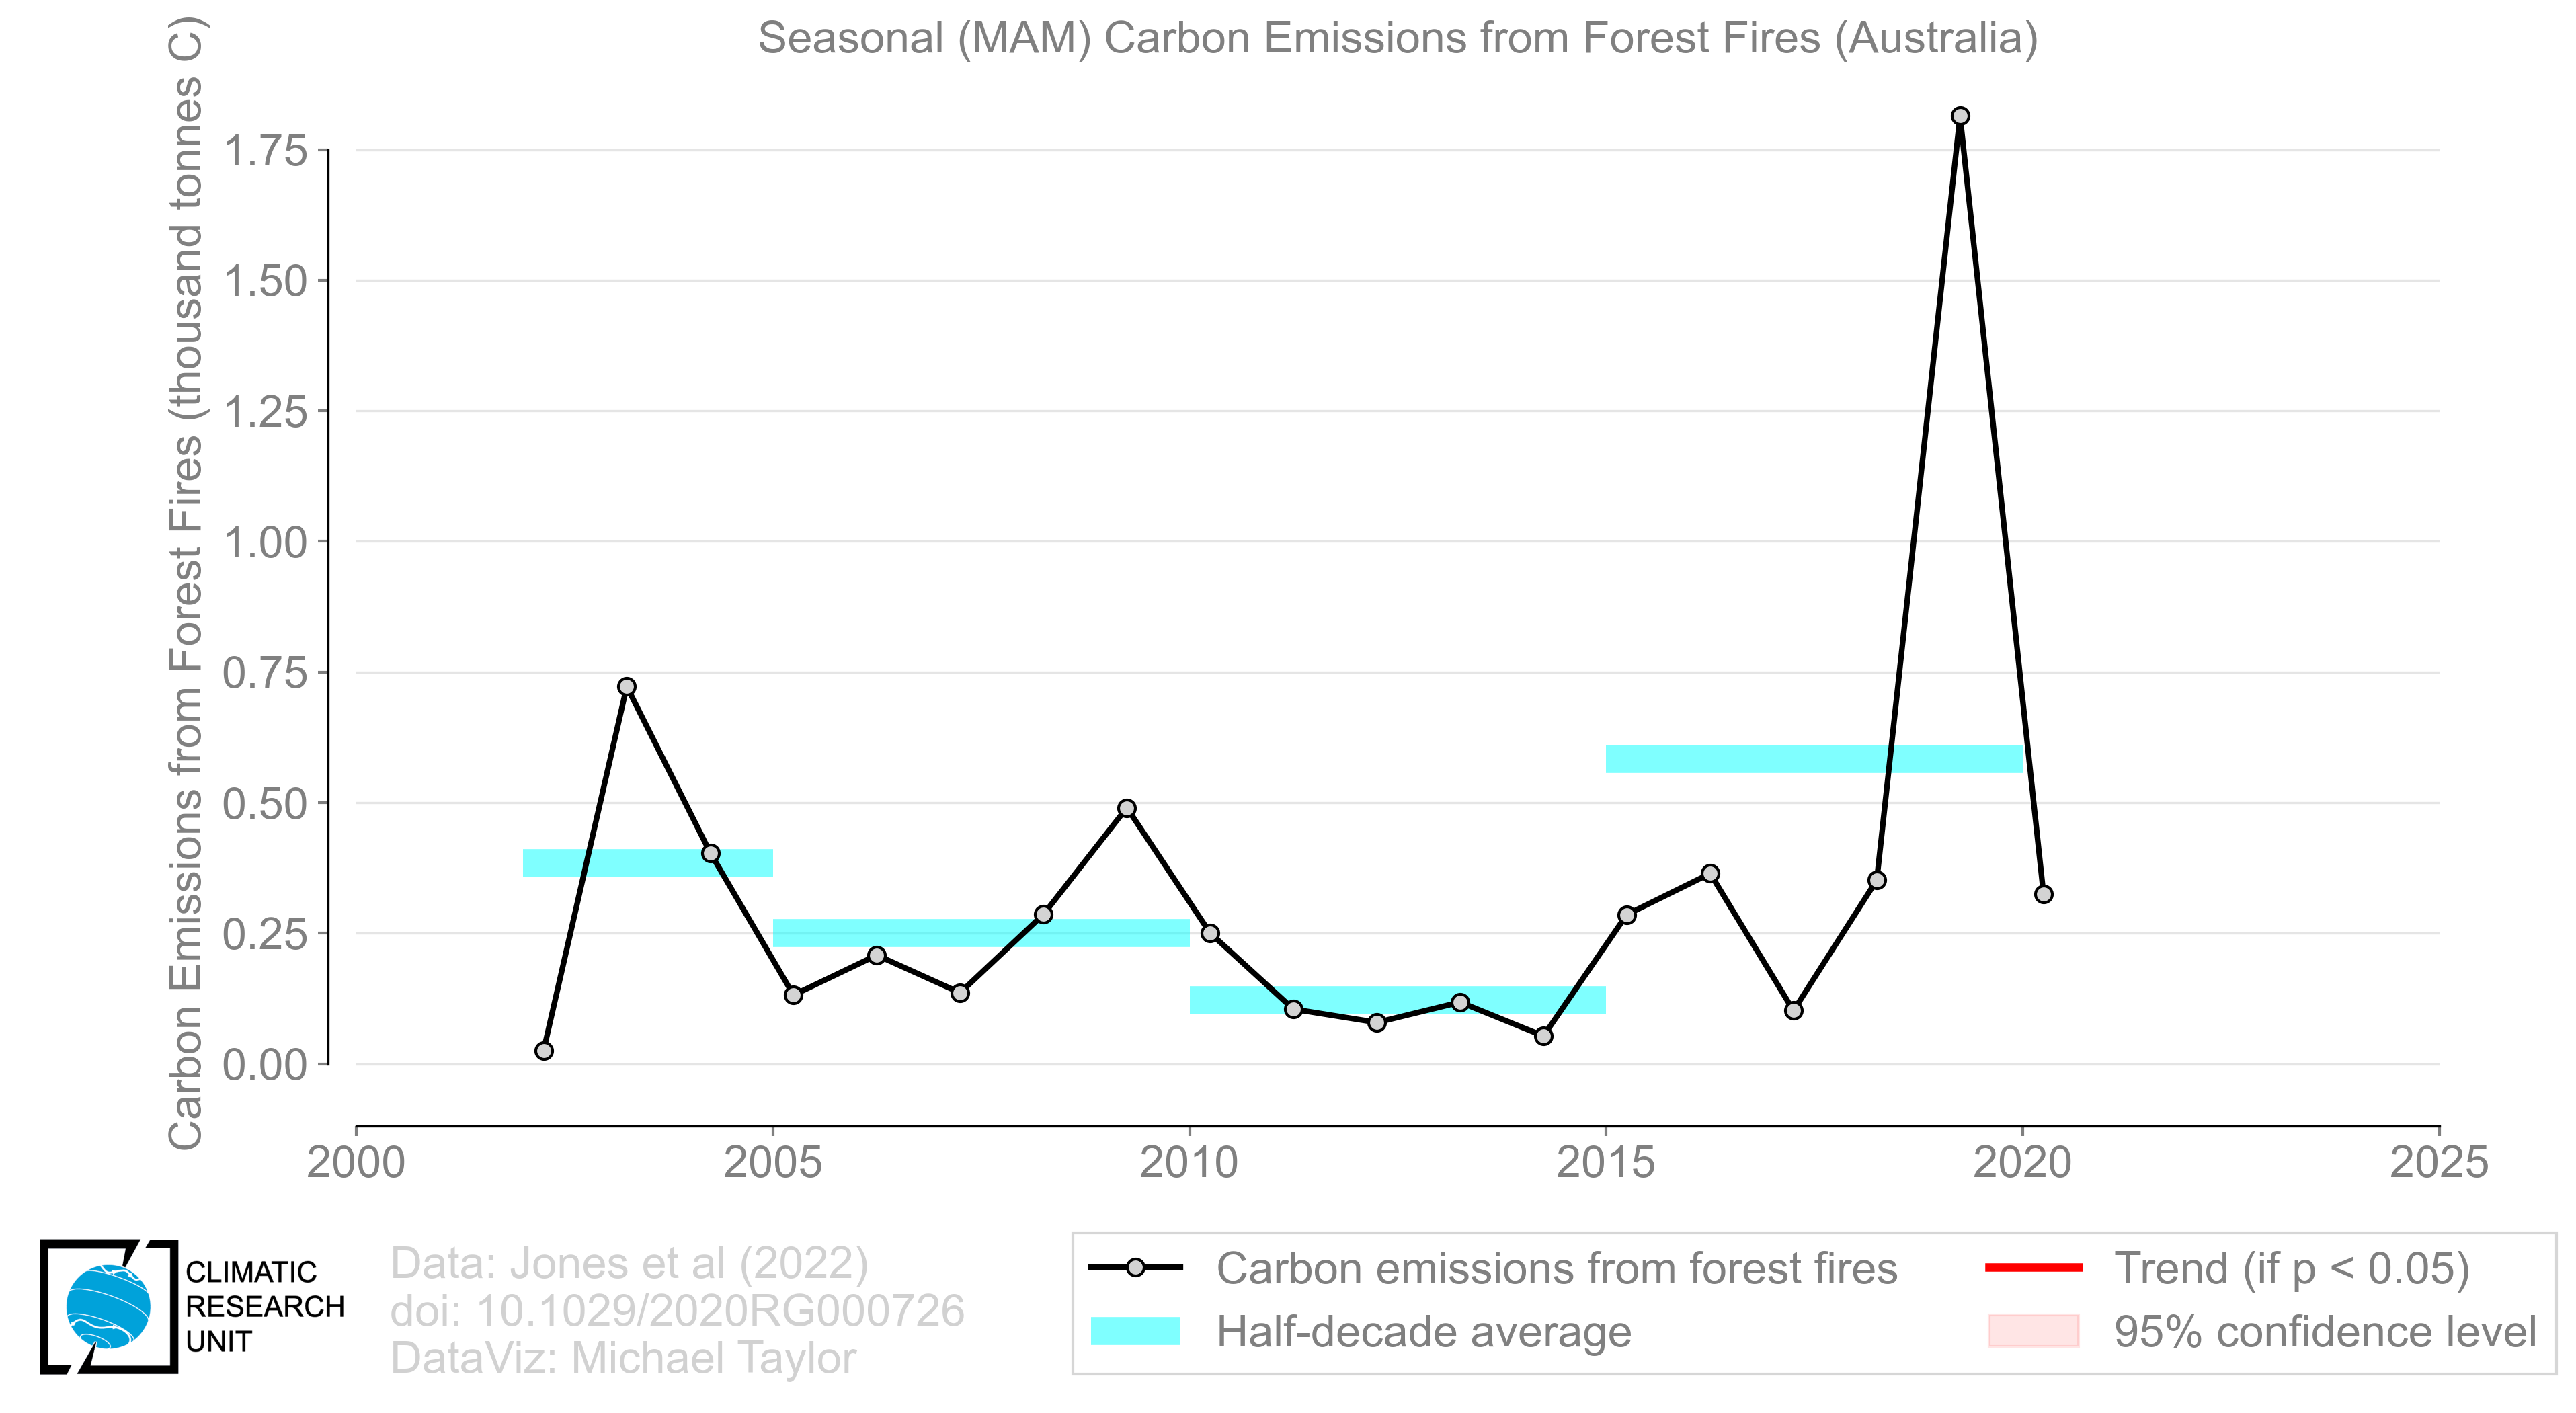 Seasonal (MAM) Carbon Emissions from Forest Fires (Australia)
Carbon Emissions from Forest Fires (thousand tonnes C)
1.75
1.50
1.25
1.00
0.75
0.50
0.25
0.00
2000
2005
2010
2015
2020
2025
CLIMATIC
RESEARCH
UNIT
Data: Jones et al (2022)
doi: 10.1029/2020RG000726
DataViz: Michael Taylor
Carbon emissions from forest fires
Half-decade average
Trend (if p < 0.05)
95% confidence level